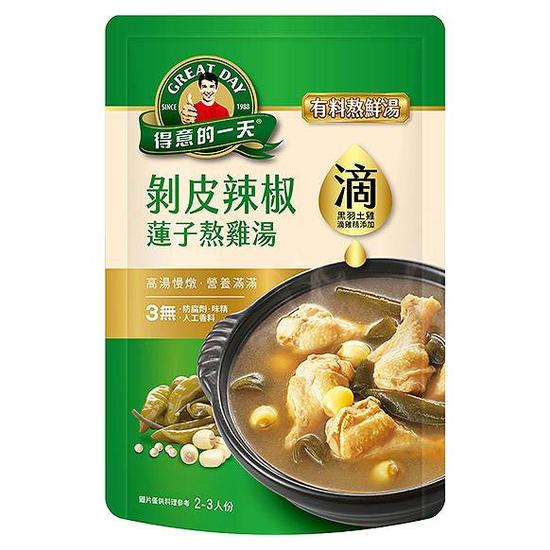 GREAT DAY
SINCE 1988
得意的一天®
有料熬鮮湯
剝皮辣椒
蓮子熬雞湯
滴
黑羽土雞
滴雞精添加
高湯慢燉·營養滿滿
3無 ·防腐劑·味精
·人工香料
圖片僅供料理參考 2-3人份